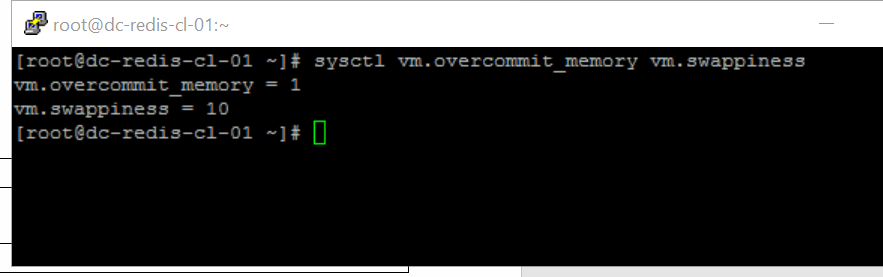 root@dc-redis-cl-01:~
[root@dc-redis-cl-01 ~]# sysctl vm.overcommit_memory vm.swappiness
vm.overcommit_memory = 1
vm.swappiness = 10
[root@dc-redis-cl-01 ~]#